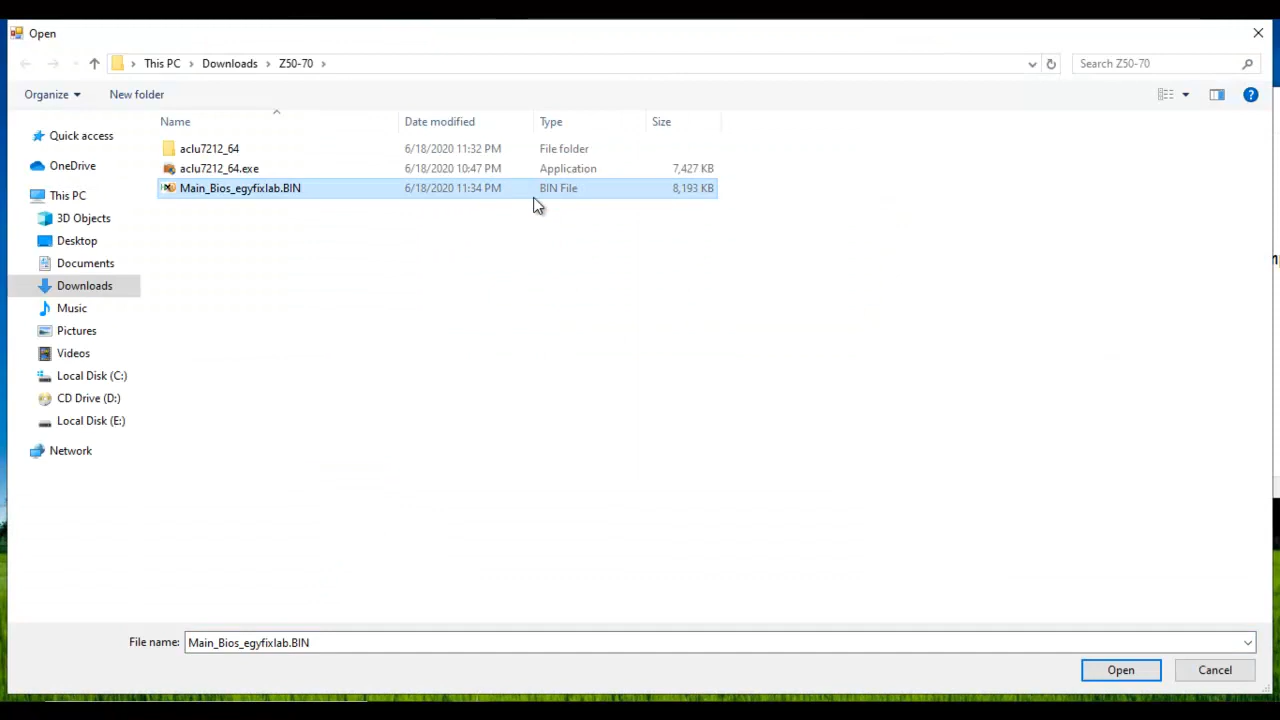 Open
This PC Downloads Z50-70
Search Z50-70
Organize New folder
Name Date modified Type Size
Quick access
OneDrive
This PC
3D Objects
Desktop
Documents
Downloads
Music
Pictures
Videos
Local Disk (C:)
CD Drive (D:)
Local Disk (E:)
Network
aclu7212_64 6/18/2020 11:32 PM File folder
aclu7212_64.exe 6/18/2020 10:47 PM Application 7,427 KB
Main_Bios_egyfixlab.BIN 6/18/2020 11:34 PM BIN File 8,193 KB
File name: Main_Bios_egyfixlab.BIN
Open Cancel